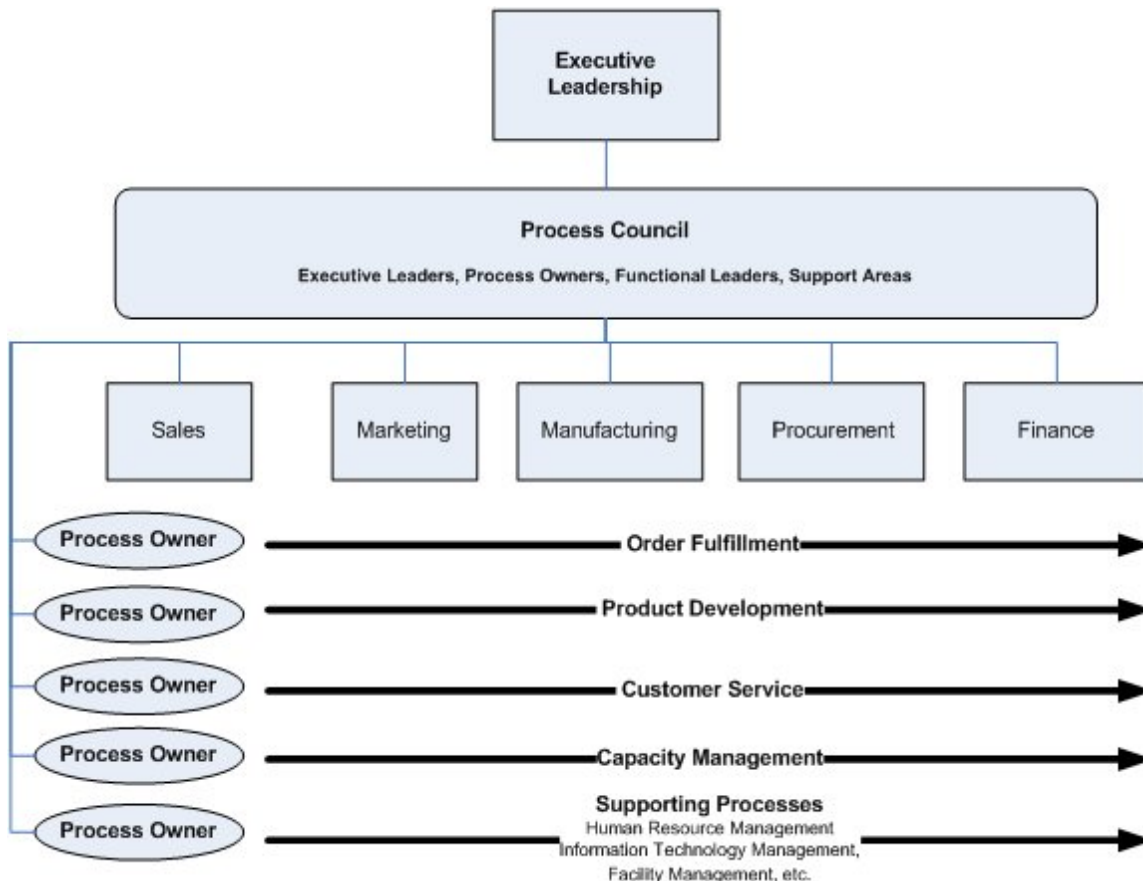 Executive
Leadership
Process Council
Executive Leaders, Process Owners, Functional Leaders, Support Areas
Sales
Marketing
Manufacturing
Procurement
Finance
Process Owner
Order Fulfillment
Process Owner
Product Development
Process Owner
Customer Service
Process Owner
Capacity Management
Process Owner
Supporting Processes
Human Resource Management
Information Technology Management,
Facility Management, etc.